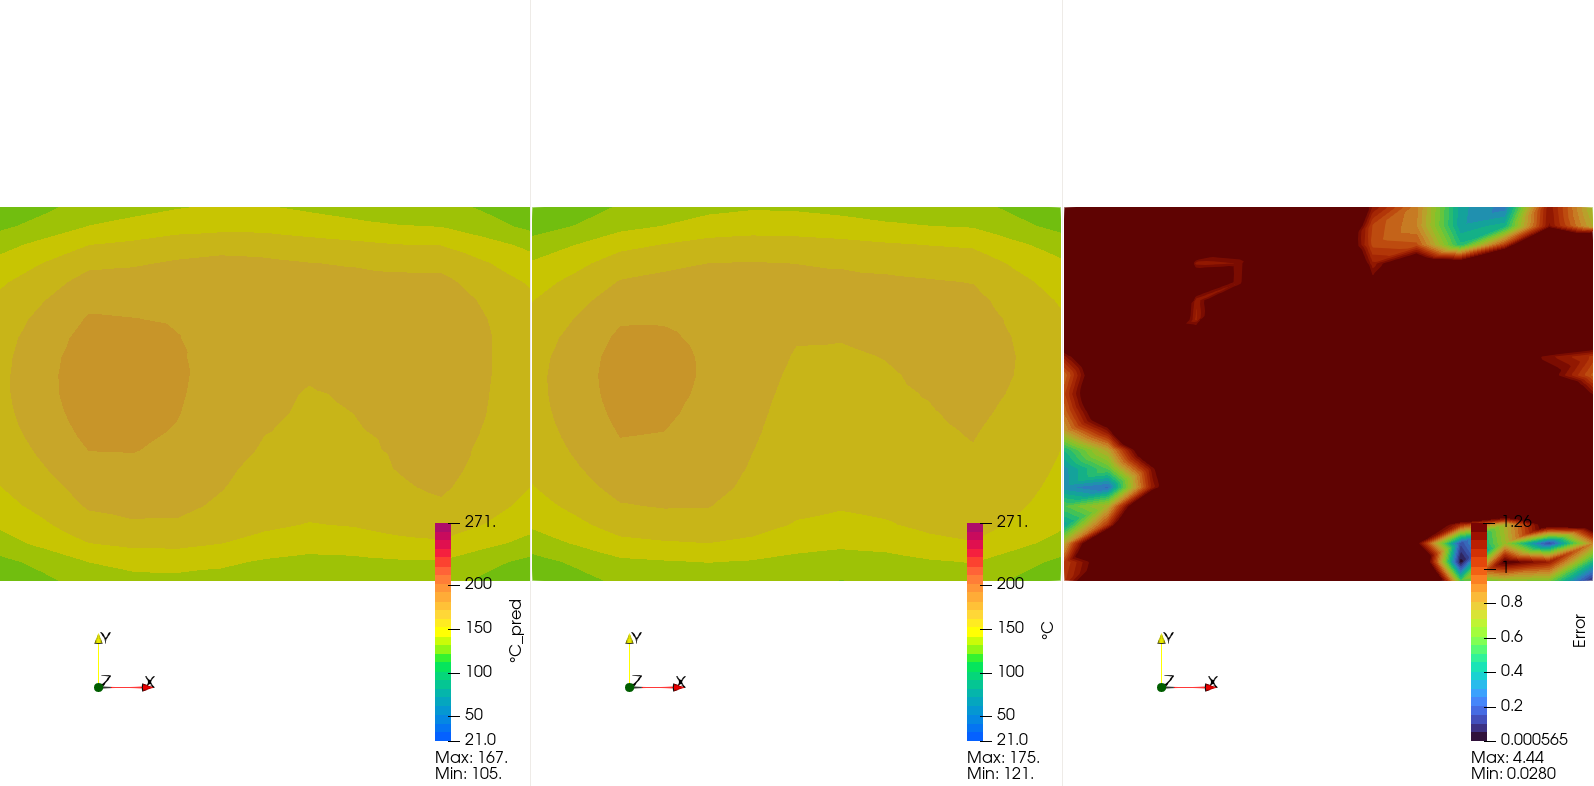 271.
200
150
100
50
21.0
°C_pred
Max: 167.
Min: 105.
Y
Z
X
271.
200
150
100
50
21.0
°C
Max: 175.
Min: 121.
Y
Z
X
1.26
1
0.8
0.6
0.4
0.2
0.000565
Error
Max: 4.44
Min: 0.0280
Y
Z
X